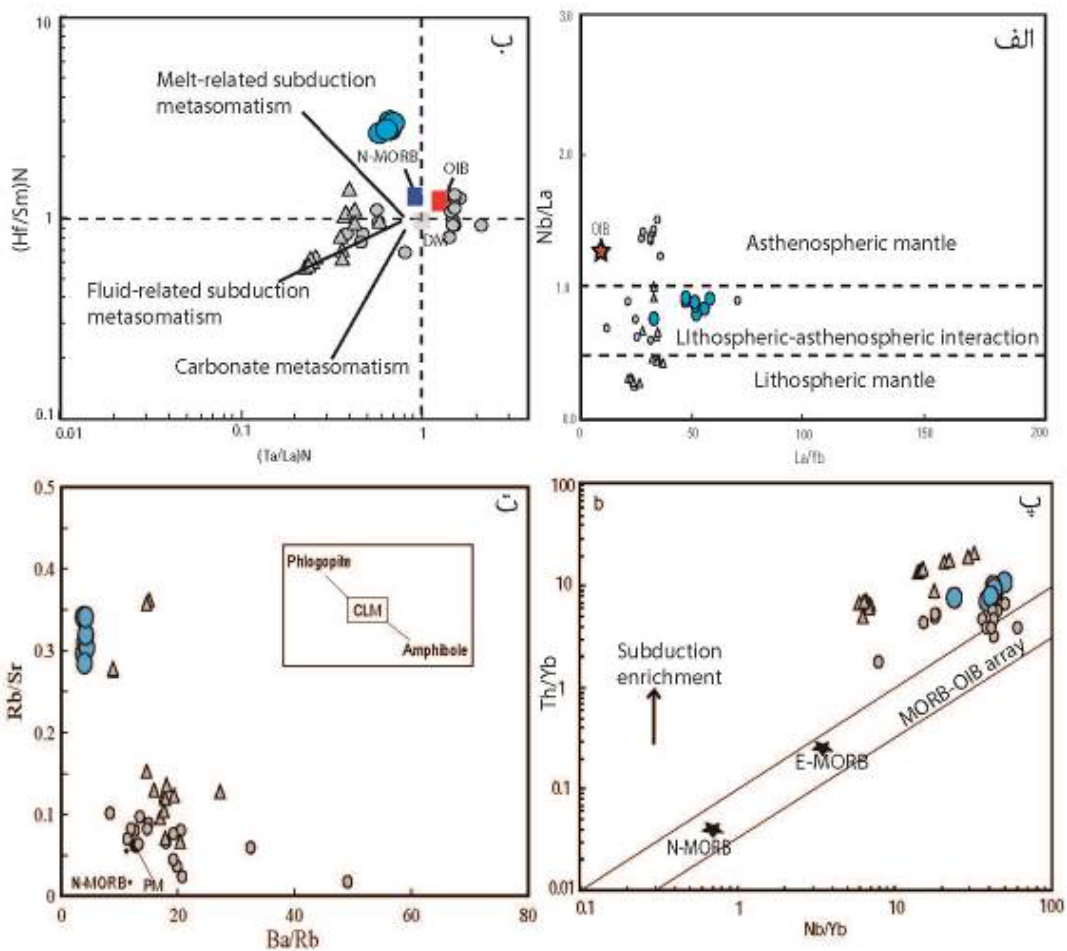 ب
10
1
0.1
0.01
0.1
1
10
(Hf/Sm)N
(Ta/La)N
Melt-related subduction
metasomatism
N-MORB
OIB
DM
Fluid-related subduction
metasomatism
Carbonate metasomatism
الف
3.0
2.0
1.0
0.0
0
50
100
150
200
Nb/La
La/Yb
OIB
Asthenospheric mantle
LIthospheric-asthenospheric interaction
Lithospheric mantle
ت
0.5
0.4
0.3
0.2
0.1
0
0
20
40
60
Rb/Sr
Ba/Rb
Phlogopite
CLM
Amphibole
N-MORB
PM
پ
b
100
10
1
0.1
0.01
0.1
1
10
100
Th/Yb
Nb/Yb
Subduction
enrichment
MORB-OIB array
E-MORB
N-MORB